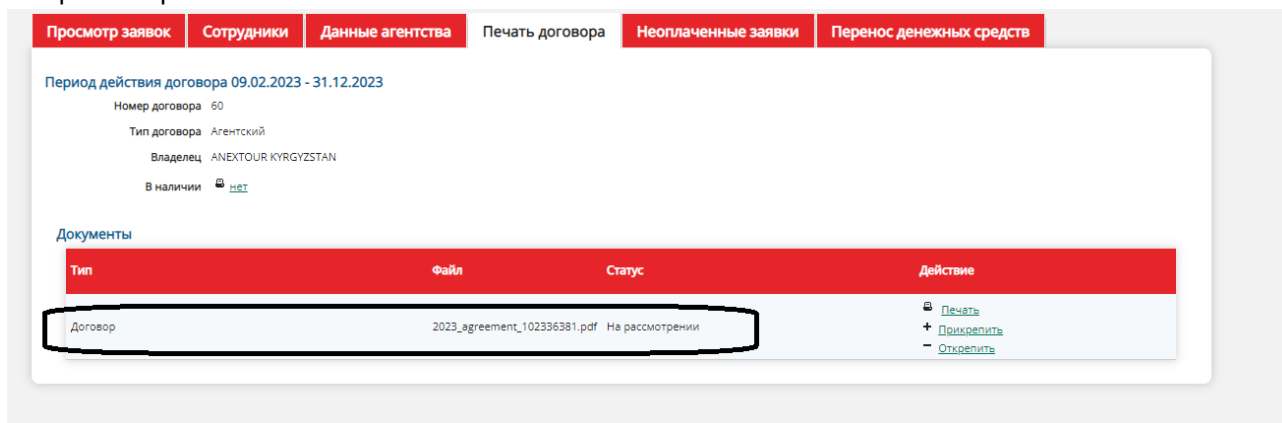 Просмотр заявок Сотрудники Данные агентства Печать договора Неоплаченные заявки Перенос денежных средств
Период действия договора 09.02.2023 - 31.12.2023
Номер договора 60
Тип договора Агентский
Владелец ANEXTOUR KYRGYZSTAN
В наличии нет
Документы
Тип Файл Статус Действие
Договор 2023_agreement_102336381.pdf На рассмотрении
Печать
+ Прикрепить
− Открепить